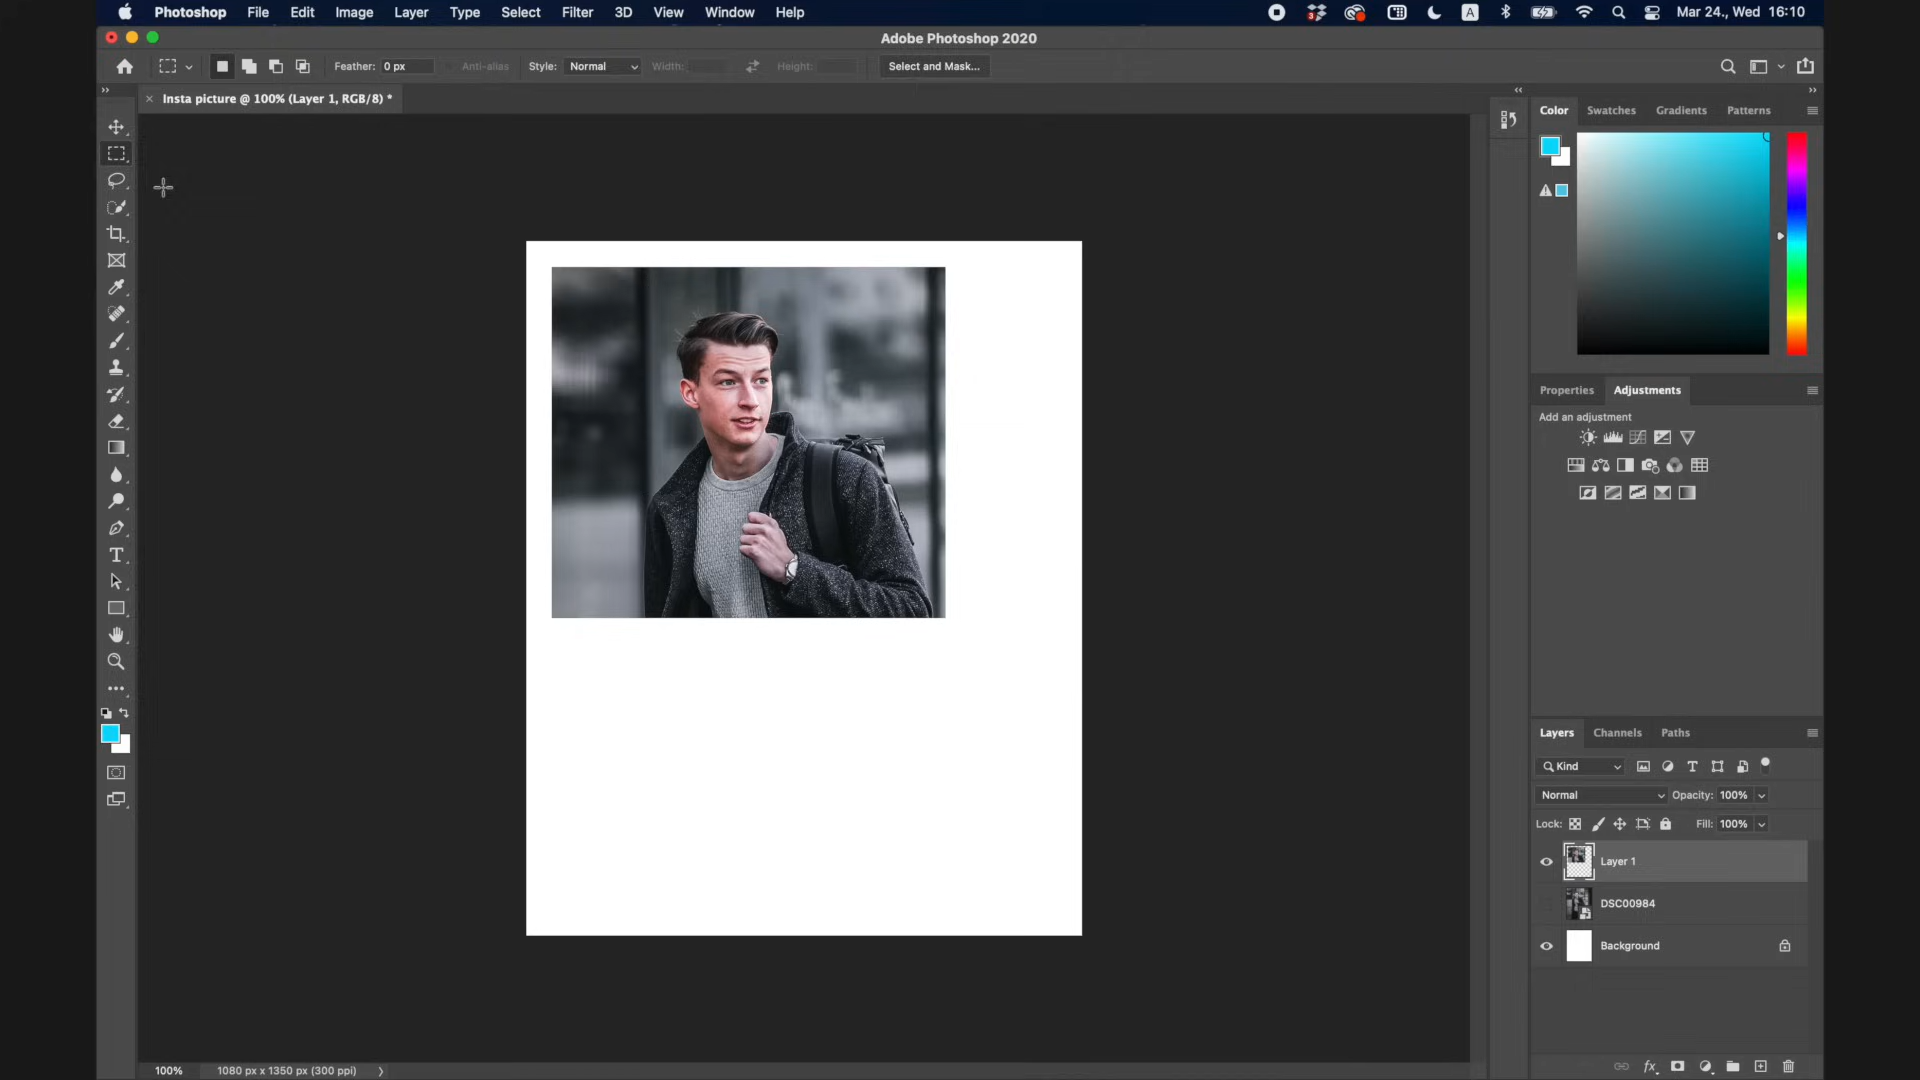 Photoshop File Edit Image Layer Type Select Filter 3D View Window Help 3 A Mar 24., Wed 16:10
Adobe Photoshop 2020
Feather: 0 px Anti-alias Style: Normal Width: Height: Select and Mask...
Insta picture @ 100% (Layer 1, RGB/8) *
Color Swatches Gradients Patterns
Properties Adjustments
Add an adjustment
Layers Channels Paths
Kind
Normal Opacity: 100%
Lock: Fill: 100%
Layer 1
DSC00984
Background
100% 1080 px x 1350 px (300 ppi)